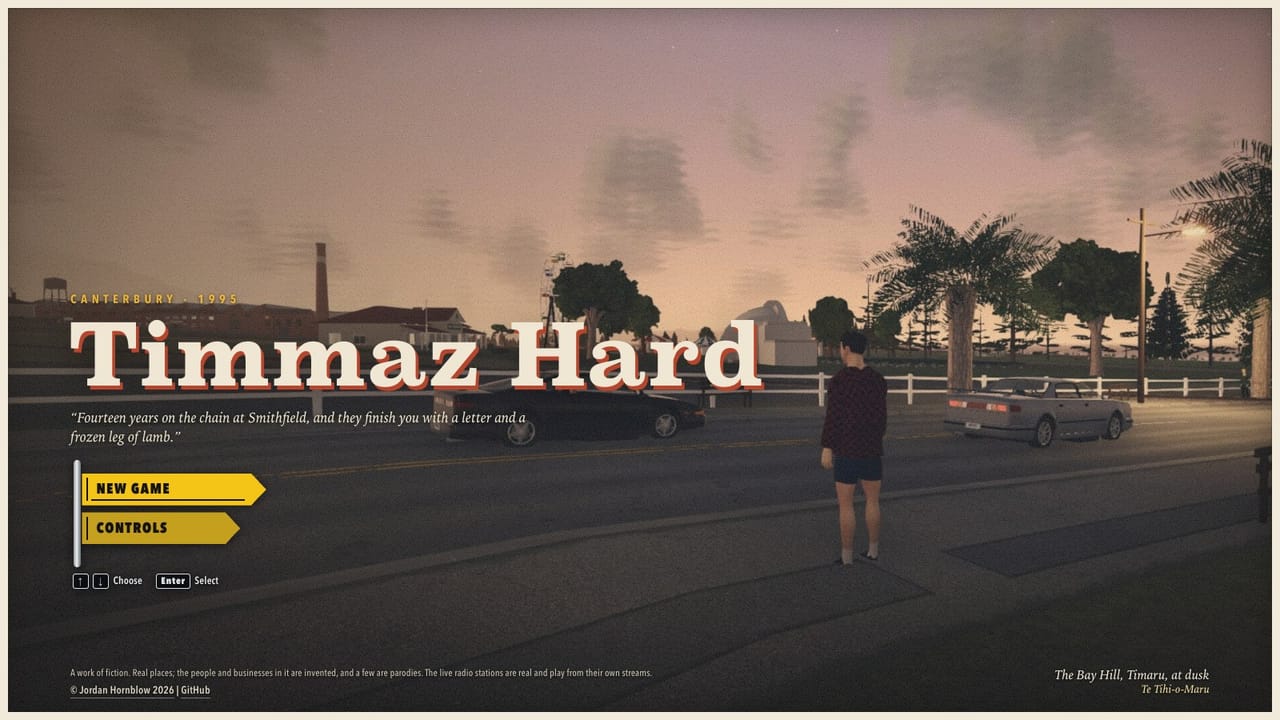 CANTERBURY · 1995
Timmaz Hard
“Fourteen years on the chain at Smithfield, and they finish you with a letter and a
frozen leg of lamb.”
NEW GAME
CONTROLS
↑ ↓ Choose Enter Select
A work of fiction. Real places; the people and businesses in it are invented, and a few are parodies. The live radio stations are real and play from their own streams.
© Jordan Hornblow 2026 | GitHub
The Bay Hill, Timaru, at dusk
Te Tihi-o-Maru